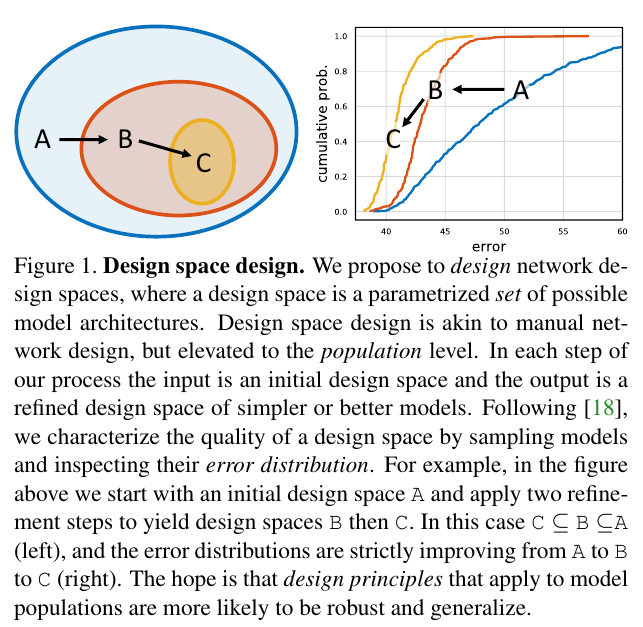 A
B
C
cumulative prob.
1.0
0.8
0.6
0.4
0.2
0.0
A
B
C
40
45
50
55
60
error
Figure 1. Design space design. We propose to design network de-
sign spaces, where a design space is a parametrized set of possible
model architectures. Design space design is akin to manual net-
work design, but elevated to the population level. In each step of
our process the input is an initial design space and the output is a
refined design space of simpler or better models. Following [18],
we characterize the quality of a design space by sampling models
and inspecting their error distribution. For example, in the figure
above we start with an initial design space A and apply two refine-
ment steps to yield design spaces B then C. In this case C ⊆ B ⊆A
(left), and the error distributions are strictly improving from A to B
to C (right). The hope is that design principles that apply to model
populations are more likely to be robust and generalize.